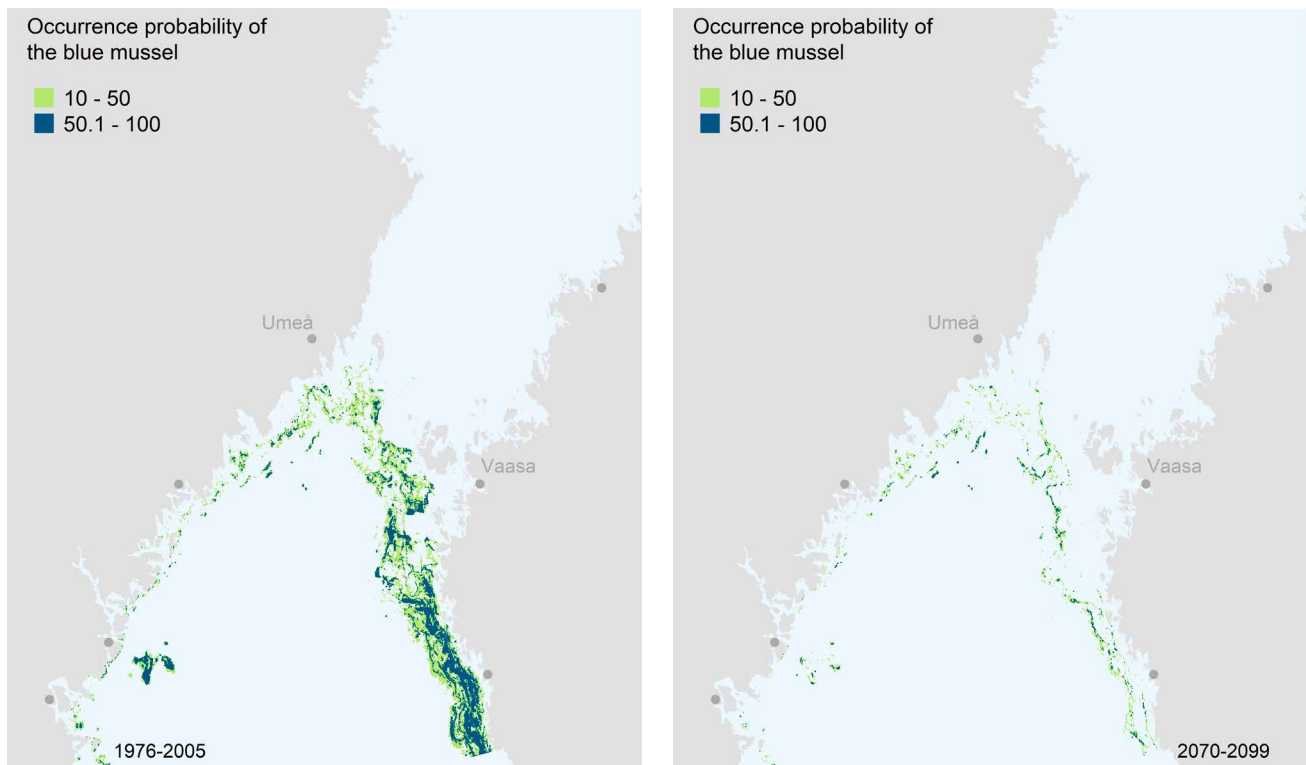 Occurrence probability of
the blue mussel
10 - 50
50.1 - 100
Umeå
Vaasa
1976-2005
Occurrence probability of
the blue mussel
10 - 50
50.1 - 100
Umeå
Vaasa
2070-2099